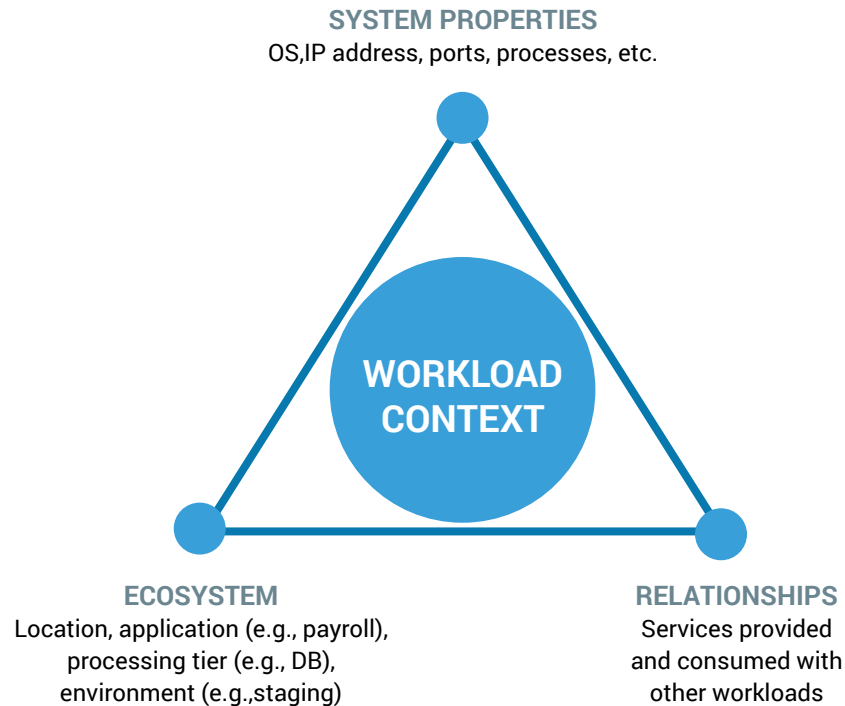 SYSTEM PROPERTIES
OS,IP address, ports, processes, etc.
WORKLOAD
CONTEXT
ECOSYSTEM
Location, application (e.g., payroll),
processing tier (e.g., DB),
environment (e.g.,staging)
RELATIONSHIPS
Services provided
and consumed with
other workloads